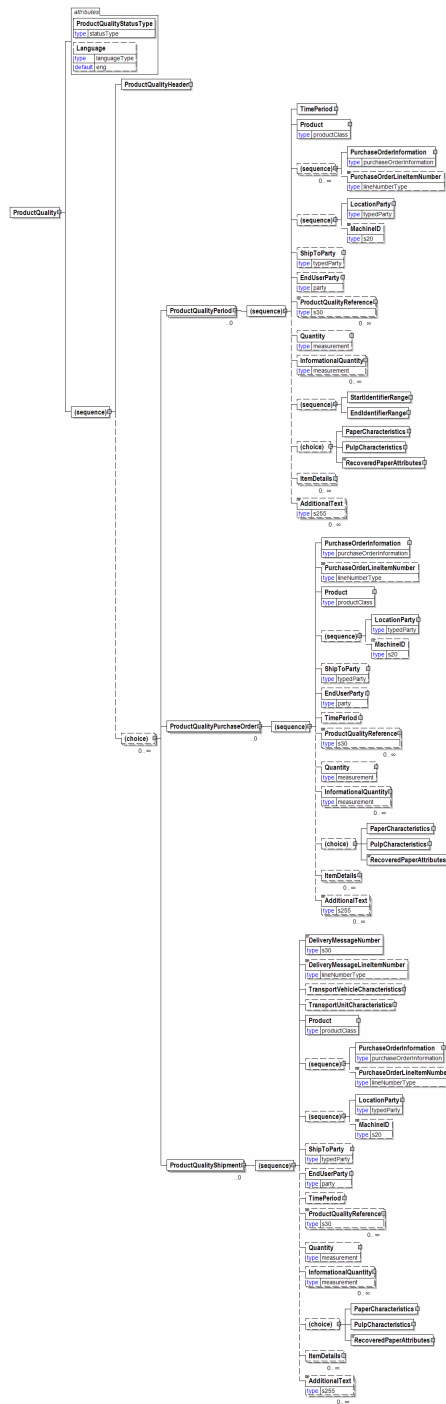 attributes
ProductQualityStatusType
type statusType
Language
type languageType
default eng
ProductQualityHeader
TimePeriod
Product
type productClass
PurchaseOrderInformation
type purchaseOrderInformation
(sequence)
0.. ∞
PurchaseOrderLineItemNumber
type lineNumberType
LocationParty
type typedParty
(sequence)
MachineID
type s20
ProductQuality
ShipToParty
type typedParty
EndUserParty
type party
ProductQualityPeriod
(sequence)
ProductQualityReference
type s30
..0
0.. ∞
Quantity
type measurement
InformationalQuantity
type measurement
0.. ∞
StartIdentifierRange
(sequence)
(sequence)
EndIdentifierRange
PaperCharacteristics
(choice)
PulpCharacteristics
RecoveredPaperAttributes
ItemDetails
0.. ∞
AdditionalText
type s255
0.. ∞
PurchaseOrderInformation
type purchaseOrderInformation
PurchaseOrderLineItemNumber
type lineNumberType
Product
type productClass
LocationParty
type typedParty
(sequence)
MachineID
type s20
ShipToParty
type typedParty
EndUserParty
type party
TimePeriod
ProductQualityPurchaseOrder
(sequence)
ProductQualityReference
type s30
(choice)
..0
0.. ∞
0.. ∞
Quantity
type measurement
InformationalQuantity
type measurement
0.. ∞
PaperCharacteristics
(choice)
PulpCharacteristics
RecoveredPaperAttributes
ItemDetails
0.. ∞
AdditionalText
type s255
0.. ∞
DeliveryMessageNumber
type s30
DeliveryMessageLineItemNumber
type lineNumberType
TransportVehicleCharacteristics
TransportUnitCharacteristics
Product
type productClass
PurchaseOrderInformation
type purchaseOrderInformation
(sequence)
PurchaseOrderLineItemNumbe
type lineNumberType
LocationParty
type typedParty
(sequence)
MachineID
type s20
ShipToParty
type typedParty
ProductQualityShipment
(sequence)
EndUserParty
type party
..0
TimePeriod
ProductQualityReference
type s30
0.. ∞
Quantity
type measurement
InformationalQuantity
type measurement
0.. ∞
PaperCharacteristics
(choice)
PulpCharacteristics
RecoveredPaperAttributes
ItemDetails
0.. ∞
AdditionalText
type s255
0.. ∞